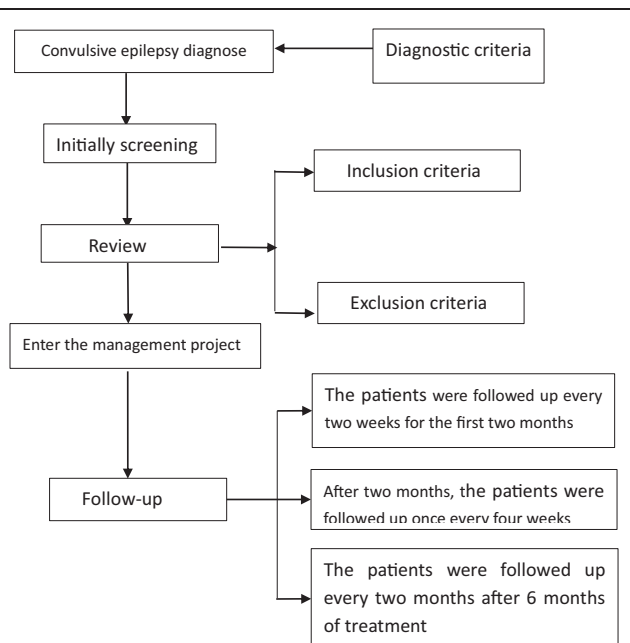 Convulsive epilepsy diagnose
Diagnostic criteria
Initially screening
Inclusion criteria
Review
Exclusion criteria
Enter the management project
The patients were followed up every
two weeks for the first two months
Follow-up
After two months, the patients were
followed up once every four weeks
The patients were followed up
every two months after 6 months
of treatment